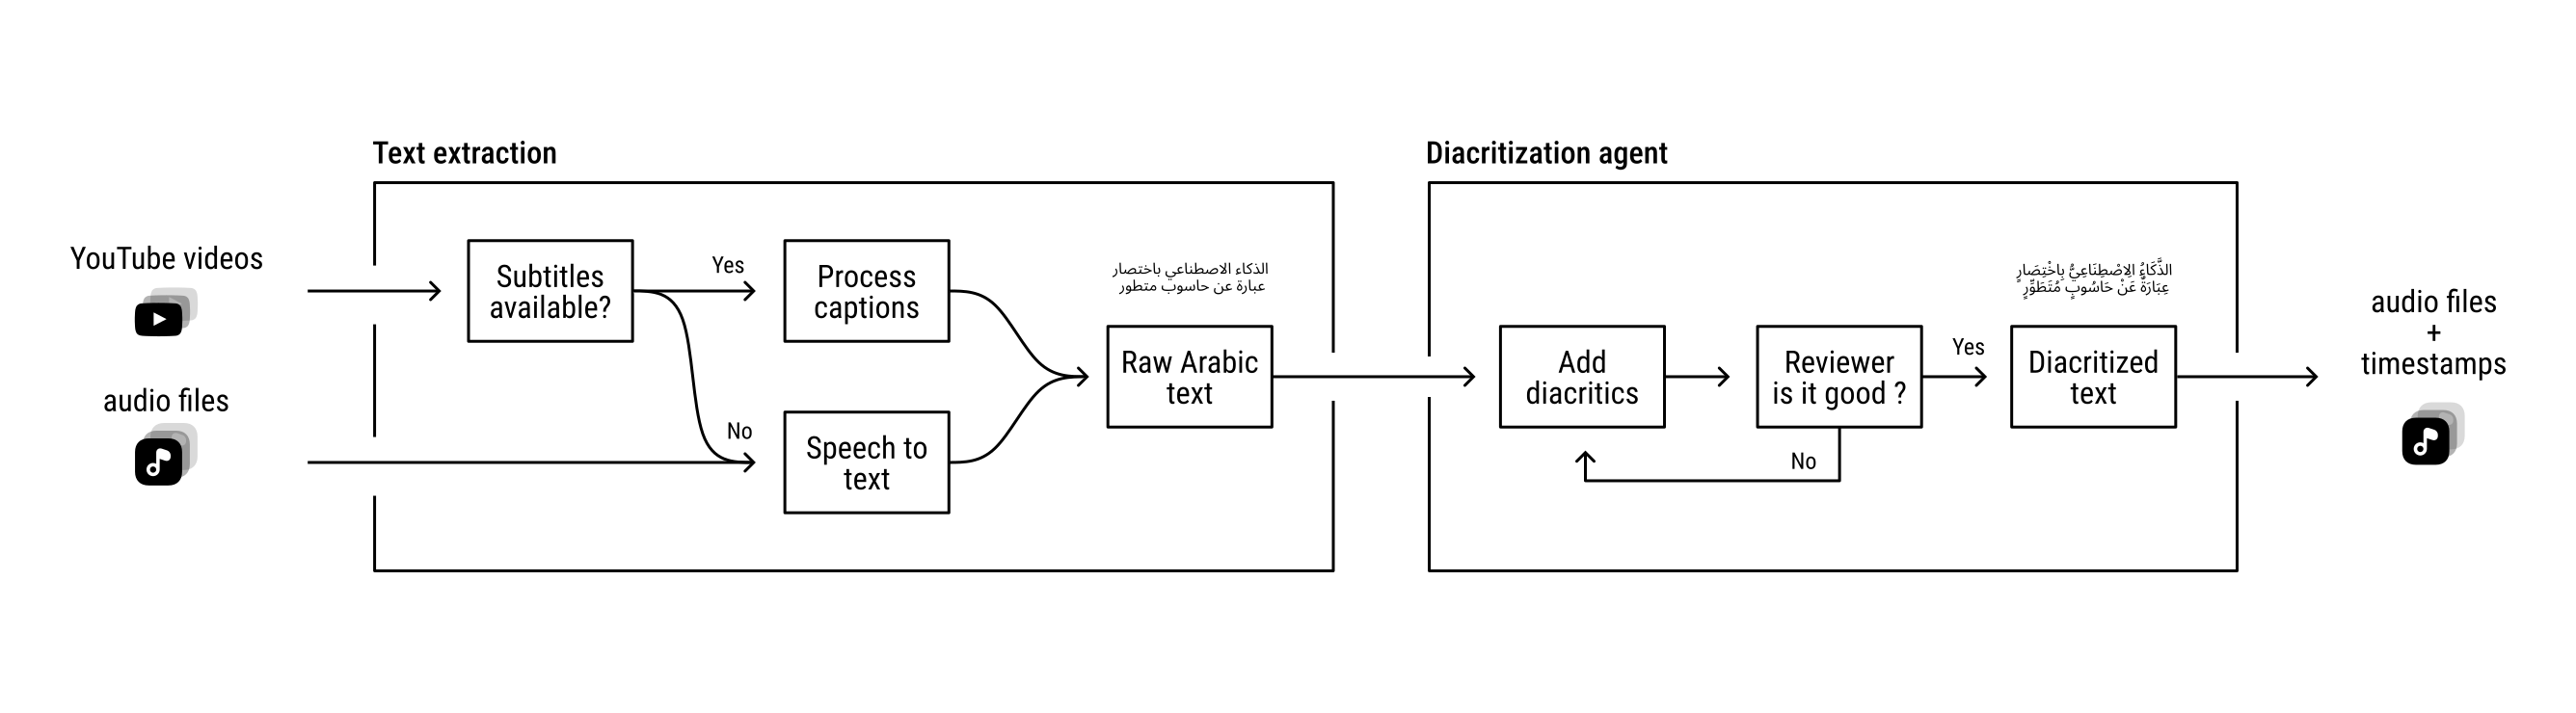 Text extraction
YouTube videos
audio files
Subtitles
available?
Yes
No
Process
captions
Speech to
text
الذكاء الاصطناعي باختصار
عبارة عن حاسوب متطور
Raw Arabic
text
Diacritization agent
Add
diacritics
Reviewer
is it good ?
Yes
No
الذَّكَاءُ الِاصْطِنَاعِيُّ بِاخْتِصَارٍ
عِبَارَةٌ عَنْ حَاسُوبٍ مُتَطَوِّرٍ
Diacritized
text
audio files
+
timestamps